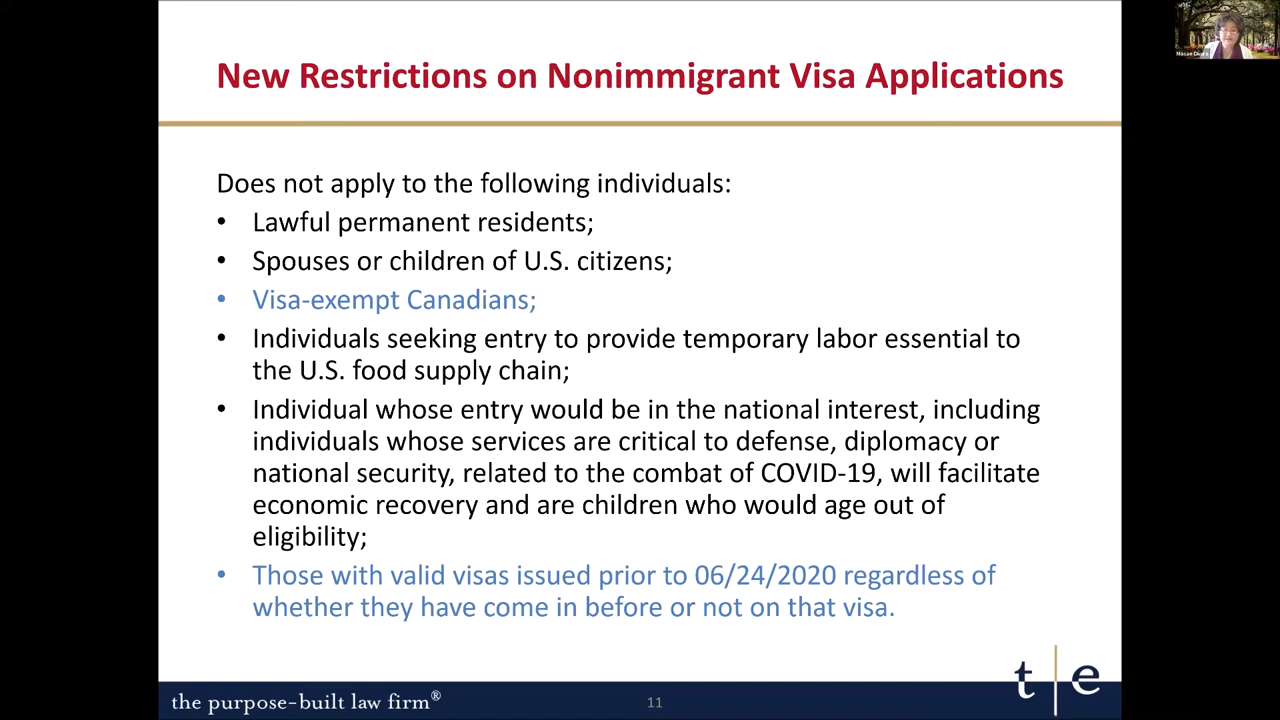 New Restrictions on Nonimmigrant Visa Applications
Does not apply to the following individuals:
• Lawful permanent residents;
• Spouses or children of U.S. citizens;
• Visa-exempt Canadians;
• Individuals seeking entry to provide temporary labor essential to
the U.S. food supply chain;
• Individual whose entry would be in the national interest, including
individuals whose services are critical to defense, diplomacy or
national security, related to the combat of COVID-19, will facilitate
economic recovery and are children who would age out of
eligibility;
• Those with valid visas issued prior to 06/24/2020 regardless of
whether they have come in before or not on that visa.
t e
the purpose-built law firm®
11
Masae